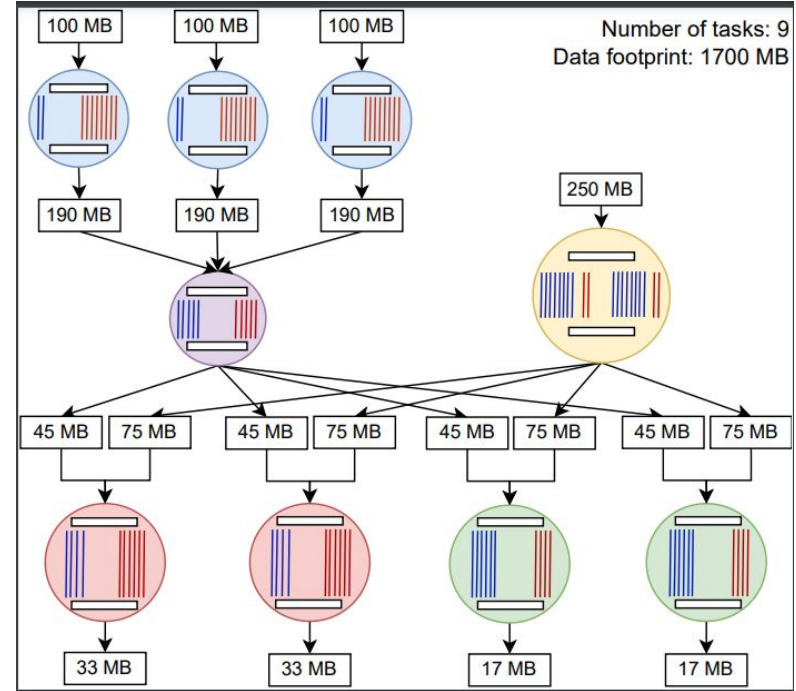 100 MB 100 MB 100 MB
Number of tasks: 9
Data footprint: 1700 MB
190 MB 190 MB 190 MB
250 MB
45 MB 75 MB 45 MB 75 MB 45 MB 75 MB 45 MB 75 MB
33 MB 33 MB 17 MB 17 MB